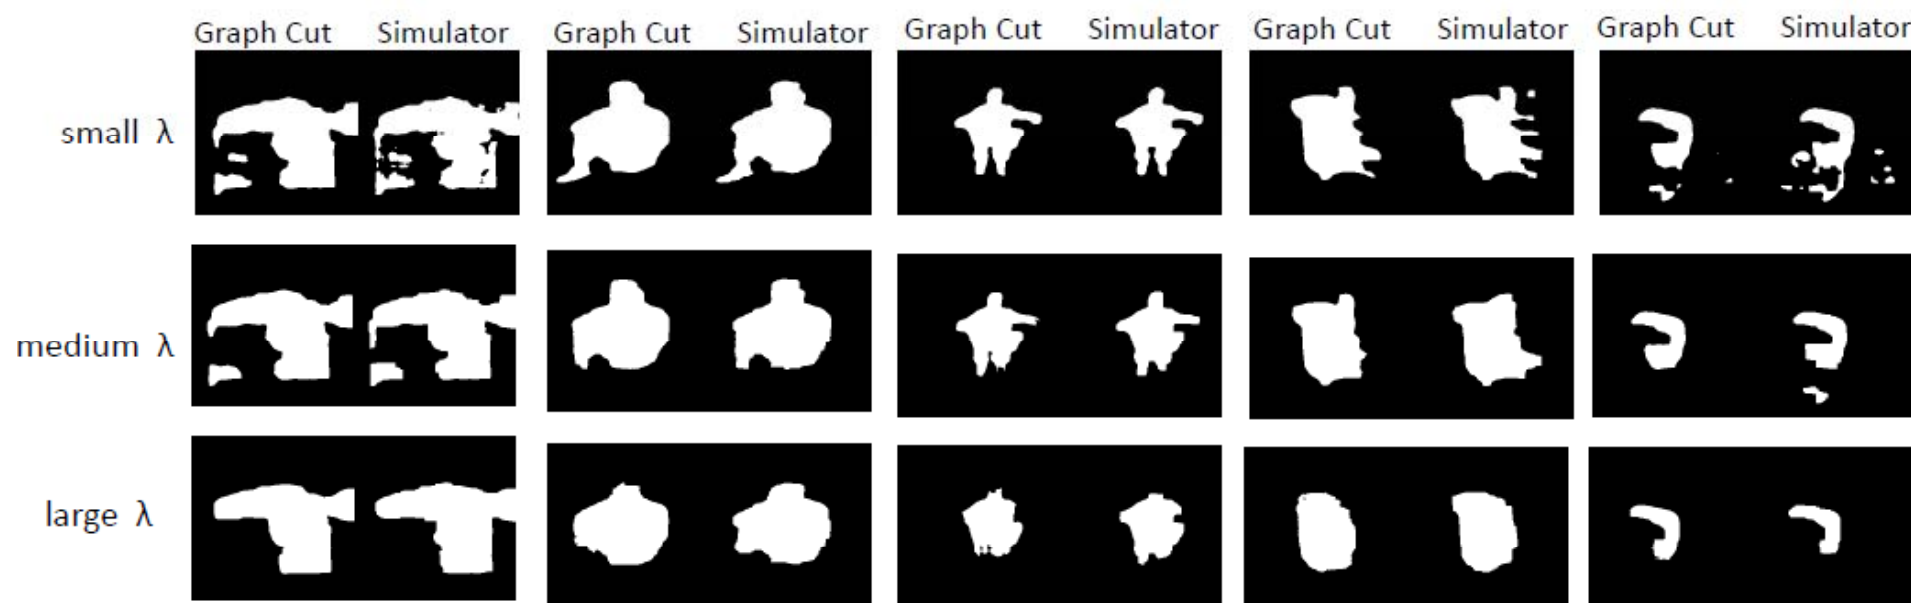 Graph Cut Simulator Graph Cut Simulator Graph Cut Simulator Graph Cut Simulator Graph Cut Simulator
small λ
medium λ
large λ